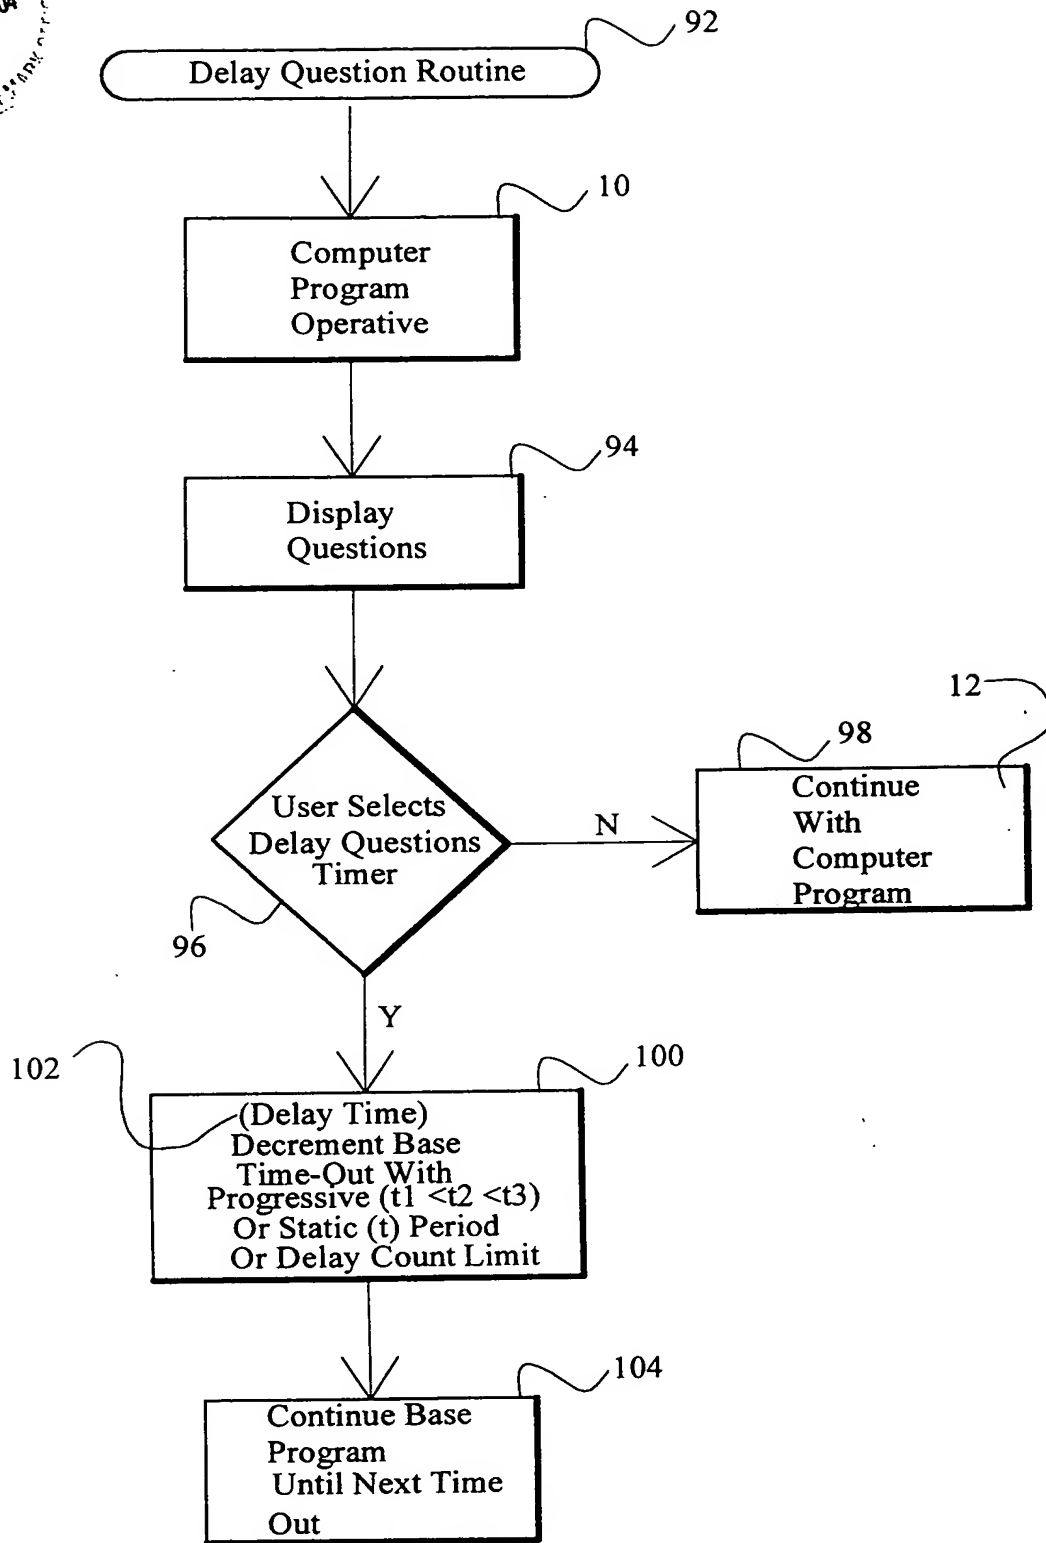 92
Delay Question Routine
10
Computer
Program
Operative
94
Display
Questions
12
98
User Selects
Delay Questions
Timer
N
Continue
With
Computer
Program
96
Y
102
100
(Delay Time)
Decrement Base
Time-Out With
Progressive (t1 <t2 <t3)
Or Static (t) Period
Or Delay Count Limit
104
Continue Base
Program
Until Next Time
Out